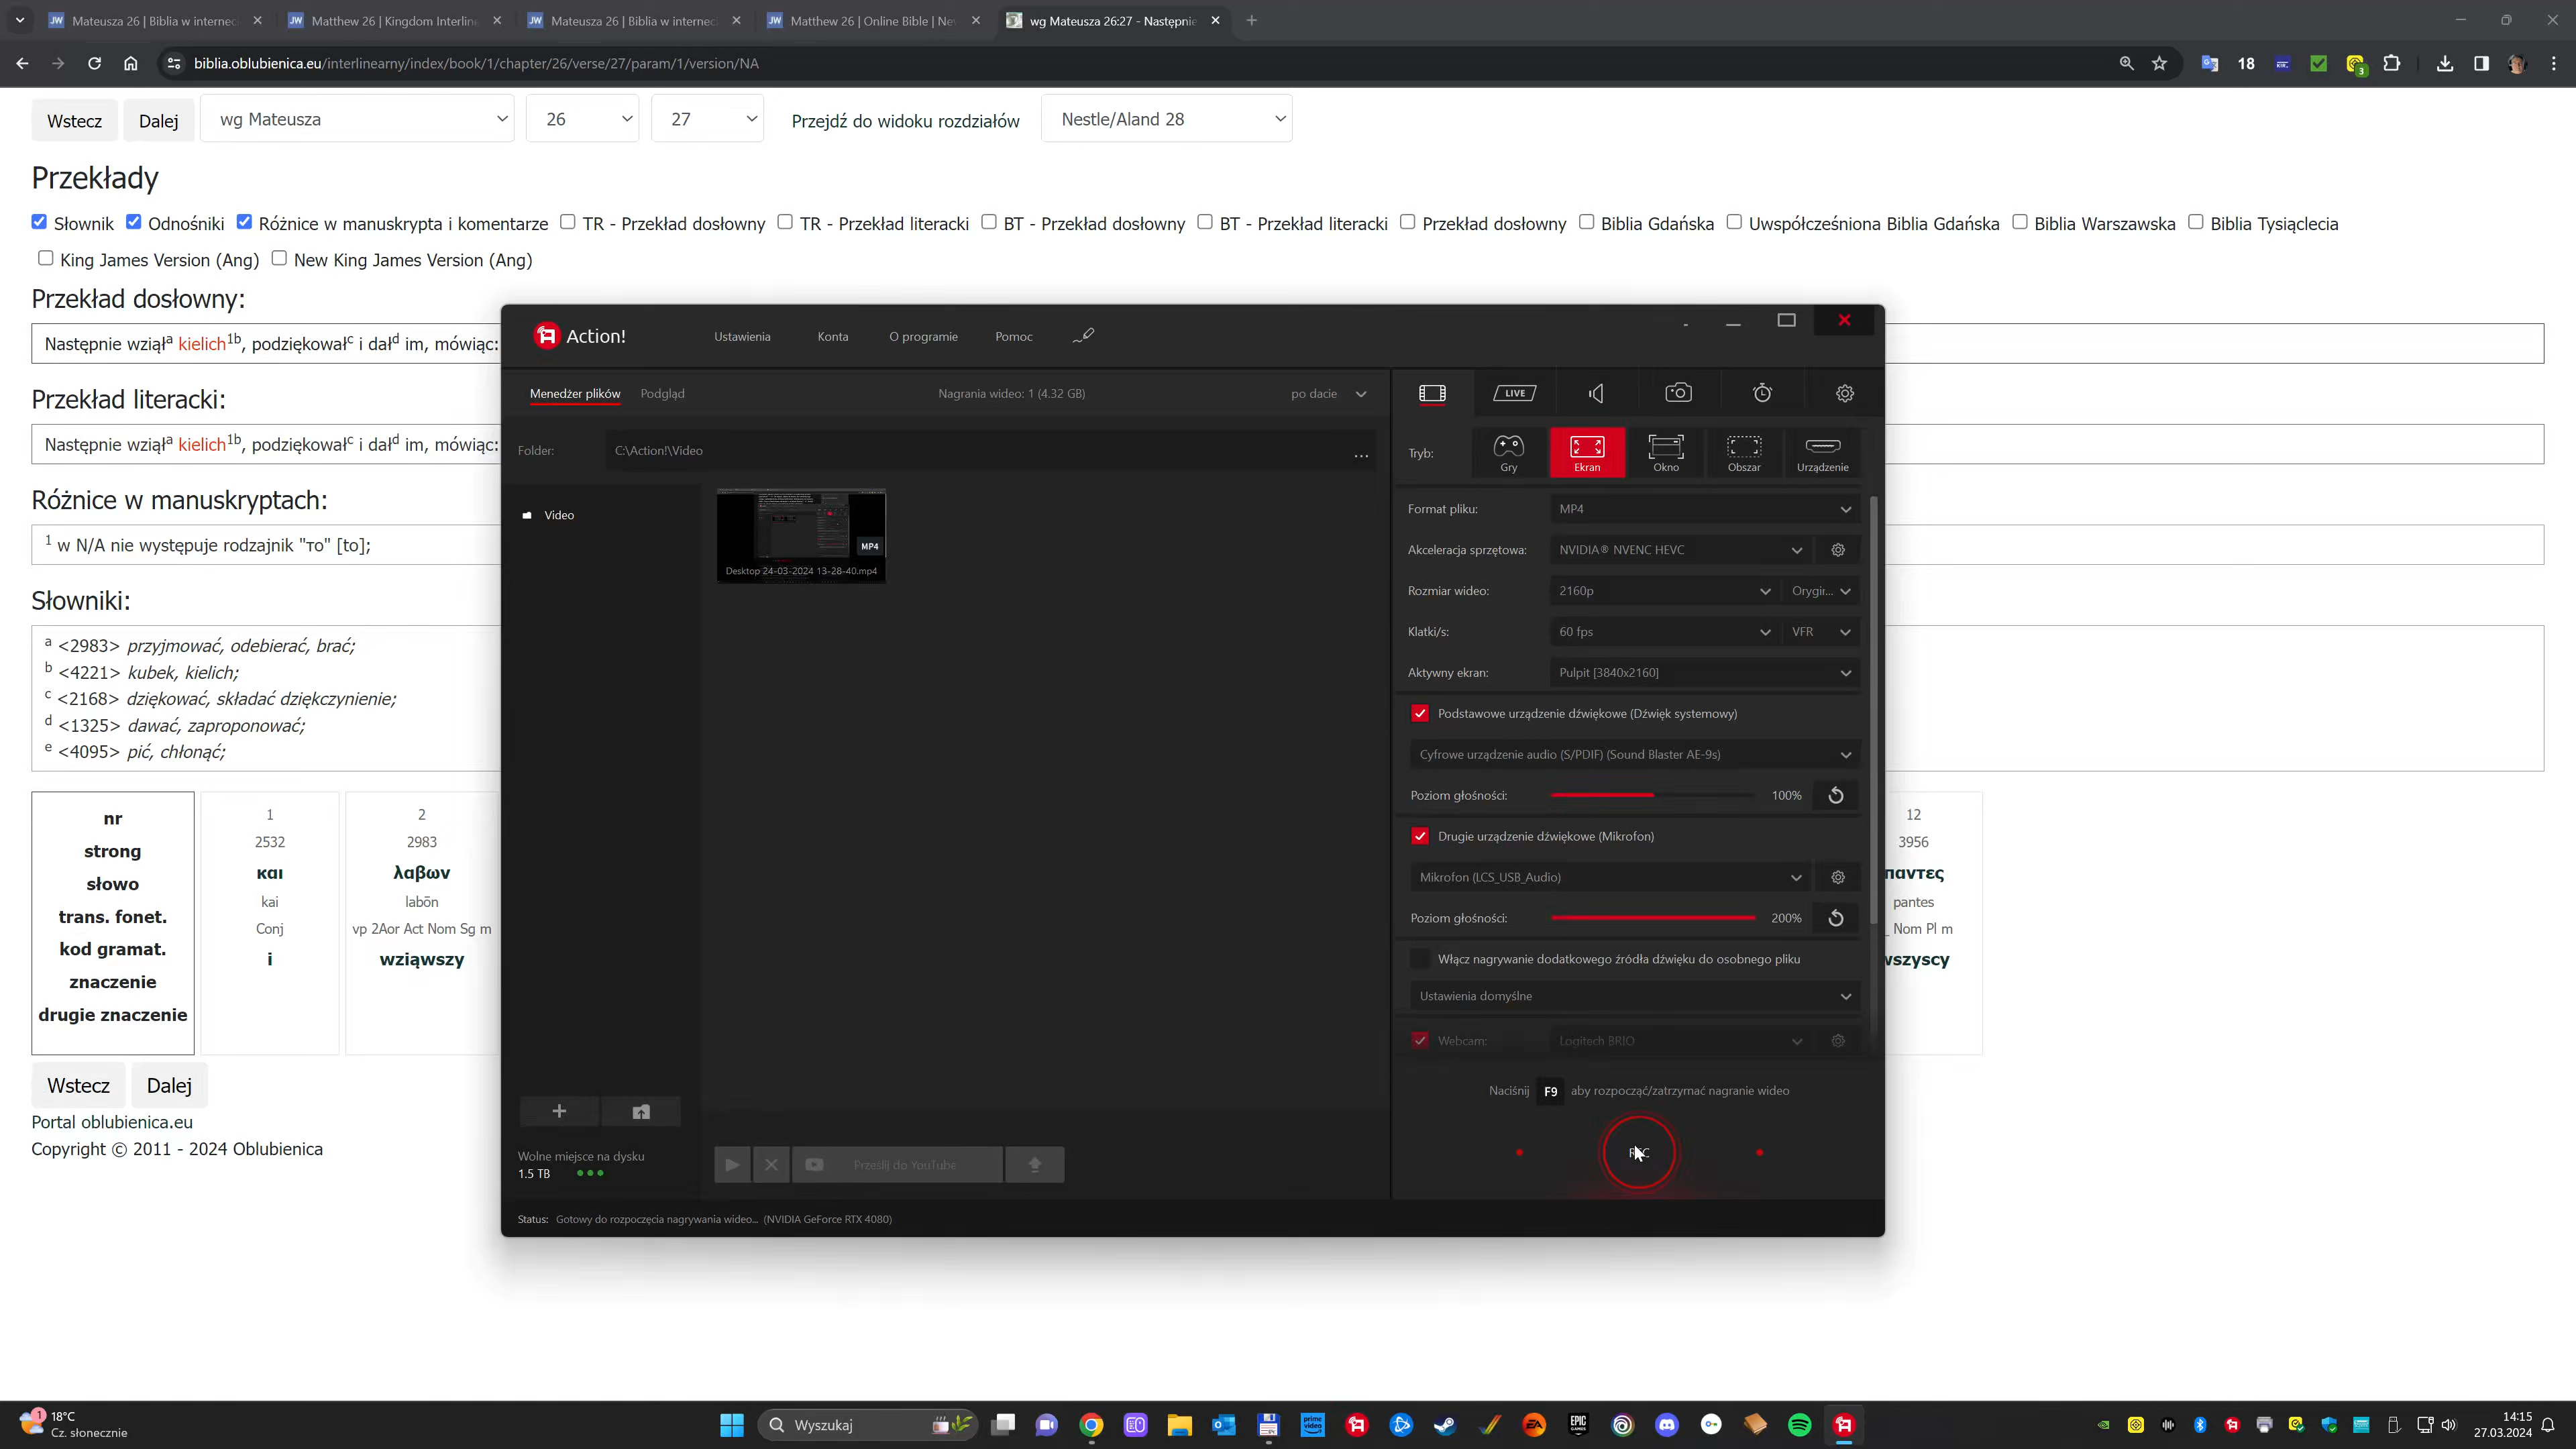 Mateusza 26 | Biblia w internec
Matthew 26 | Kingdom Interline
Mateusza 26 | Biblia w internec
Matthew 26 | Online Bible | Ne
wg Mateusza 26:27 - Następnie
biblia.oblubienica.eu/interlinearny/index/book/1/chapter/26/verse/27/param/1/version/NA
18
3
Wstecz
Dalej
wg Mateusza
26
27
Przejdź do widoku rozdziałów
Nestle/Aland 28
Przekłady
Słownik Odnośniki Różnice w manuskrypta i komentarze TR - Przekład dosłowny TR - Przekład literacki BT - Przekład dosłowny BT - Przekład literacki Przekład dosłowny Biblia Gdańska Uwspółcześniona Biblia Gdańska Biblia Warszawska Biblia Tysiąclecia
King James Version (Ang) New King James Version (Ang)
Przekład dosłowny:
Następnie wziąłᵃ kielich¹ᵇ, podziękowałᶜ i dałᵈ im, mówiąc:
Przekład literacki:
Następnie wziąłᵃ kielich¹ᵇ, podziękowałᶜ i dałᵈ im, mówiąc:
Różnice w manuskryptach:
¹ w N/A nie występuje rodzajnik "το" [to];
Słowniki:
ᵃ <2983> przyjmować, odebierać, brać;
ᵇ <4221> kubek, kielich;
ᶜ <2168> dziękować, składać dziękczynienie;
ᵈ <1325> dawać, zaproponować;
ᵉ <4095> pić, chłonąć;
nr
strong
słowo
trans. fonet.
kod gramat.
znaczenie
drugie znaczenie
1
2532
και
kai
Conj
i
2
2983
λαβων
labōn
vp 2Aor Act Nom Sg m
wziąwszy
12
3956
παντες
pantes
_ Nom Pl m
wszyscy
Wstecz
Dalej
Portal oblubienica.eu
Copyright © 2011 - 2024 Oblubienica
Action!
Ustawienia
Konta
O programie
Pomoc
Menedżer plików
Podgląd
Nagrania wideo: 1 (4.32 GB)
po dacie
Folder:
C:\Action!\Video
...
Video
MP4
Desktop 24-03-2024 13-28-40.mp4
Wolne miejsce na dysku
1.5 TB
Prześlij do YouTube
Status: Gotowy do rozpoczęcia nagrywania wideo... (NVIDIA GeForce RTX 4080)
LIVE
Tryb:
Gry
Ekran
Okno
Obszar
Urządzenie
Format pliku: MP4
Akceleracja sprzętowa: NVIDIA® NVENC HEVC
Rozmiar wideo: 2160p Orygin...
Klatki/s: 60 fps VFR
Aktywny ekran: Pulpit [3840x2160]
Podstawowe urządzenie dźwiękowe (Dźwięk systemowy)
Cyfrowe urządzenie audio (S/PDIF) (Sound Blaster AE-9s)
Poziom głośności: 100%
Drugie urządzenie dźwiękowe (Mikrofon)
Mikrofon (LCS_USB_Audio)
Poziom głośności: 200%
Włącz nagrywanie dodatkowego źródła dźwięku do osobnego pliku
Ustawienia domyślne
Webcam: Logitech BRIO
Naciśnij F9 aby rozpocząć/zatrzymać nagranie wideo
REC
1
18°C
Cz. słonecznie
Wyszukaj
prime video
EA
EPIC GAMES
14:15
27.03.2024